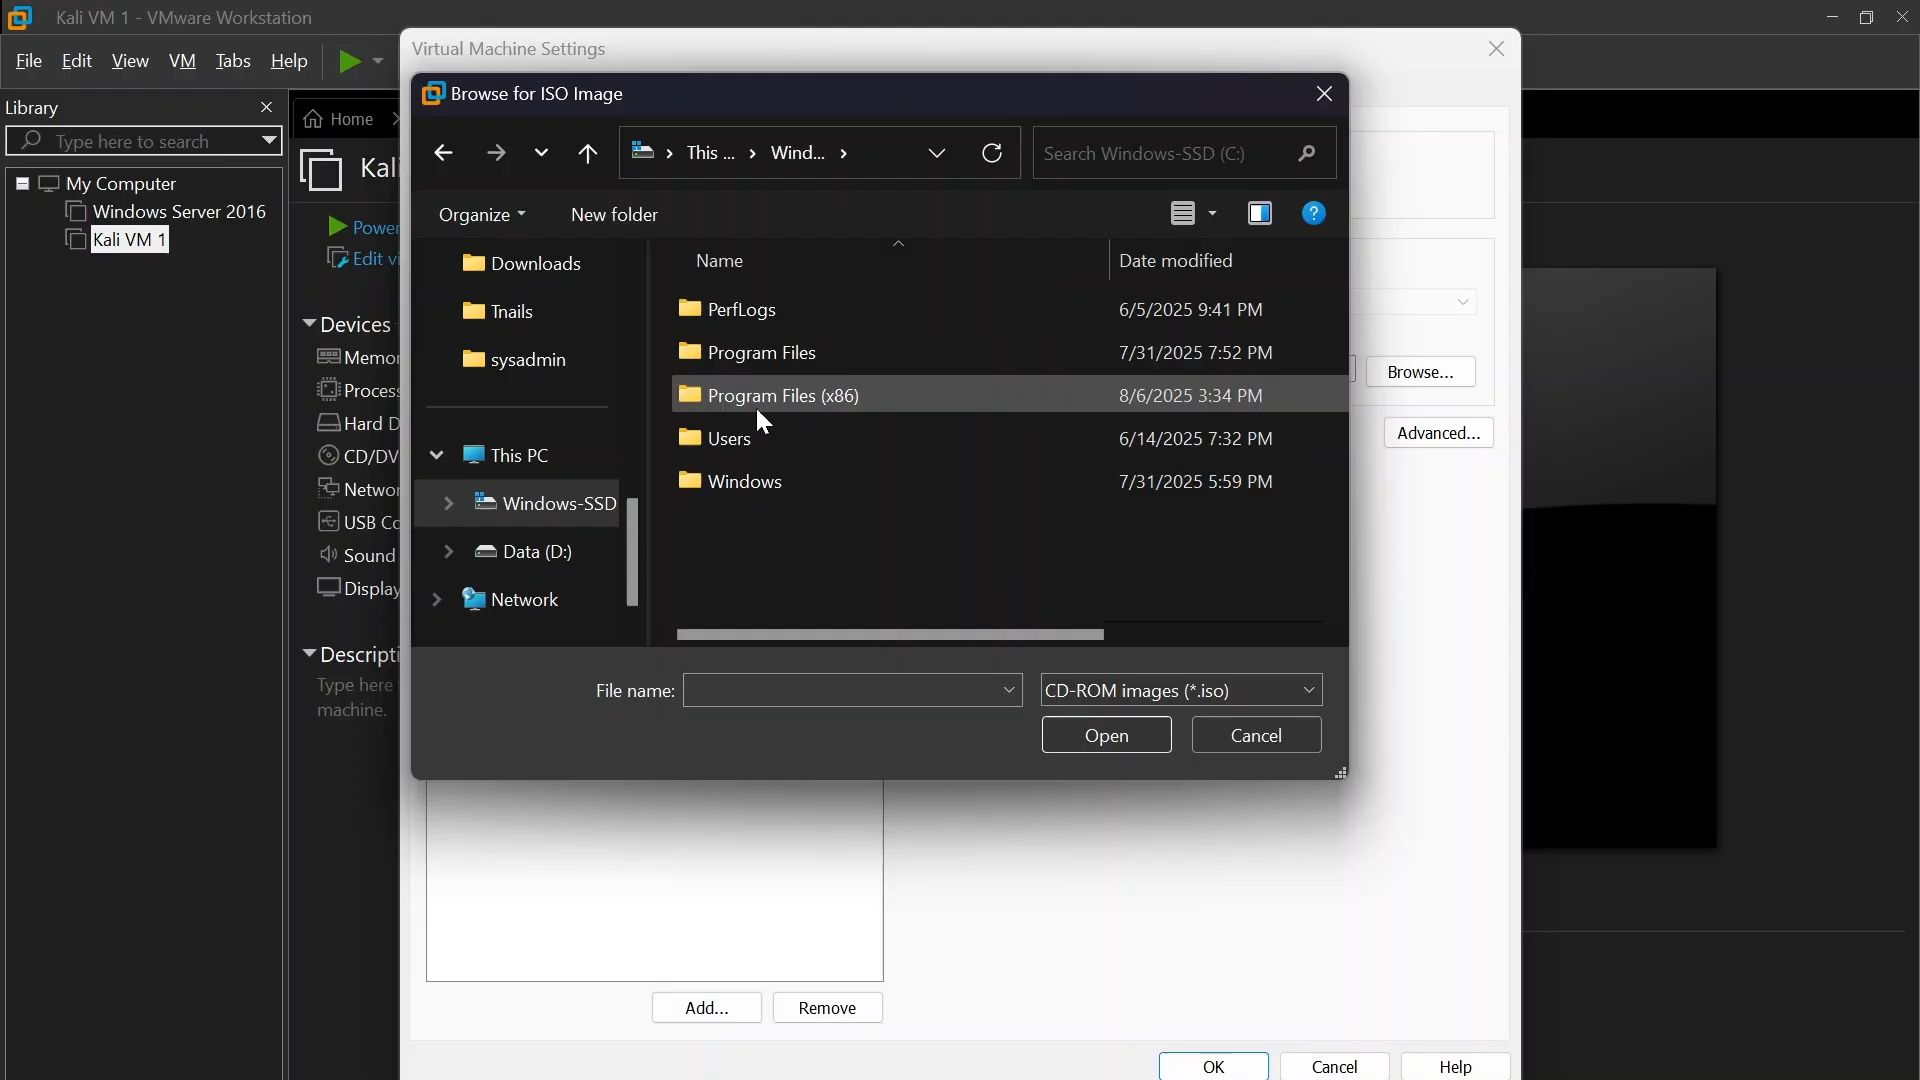 Kali VM 1 - VMware Workstation
File Edit View VM Tabs Help
Library
Type here to search
My Computer
Windows Server 2016
Kali VM 1
Home
Kali
Power
Edit vi
Devices
Memor
Process
Hard D
CD/DV
Networ
USB Co
Sound
Display
Descripti
Type here
machine.
Virtual Machine Settings
Browse for ISO Image
This ... Wind...
Search Windows-SSD (C:)
Organize New folder
Downloads
Tnails
sysadmin
This PC
Windows-SSD
Data (D:)
Network
Name Date modified
PerfLogs 6/5/2025 9:41 PM
Program Files 7/31/2025 7:52 PM
Program Files (x86) 8/6/2025 3:34 PM
Users 6/14/2025 7:32 PM
Windows 7/31/2025 5:59 PM
File name: CD-ROM images (*.iso)
Open Cancel
Browse...
Advanced...
Add... Remove
OK Cancel Help